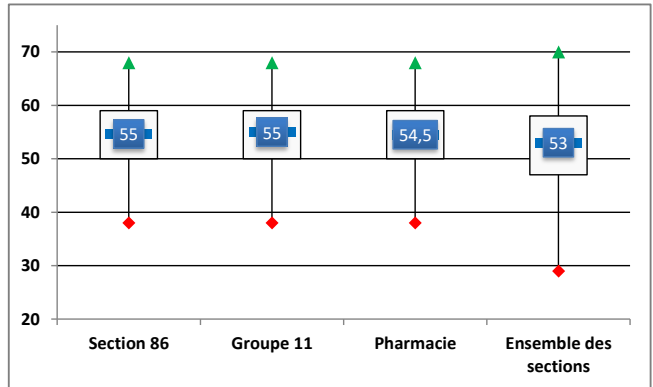 70
60
50
40
30
20
55
55
54,5
53
Section 86
Groupe 11
Pharmacie
Ensemble des
sections